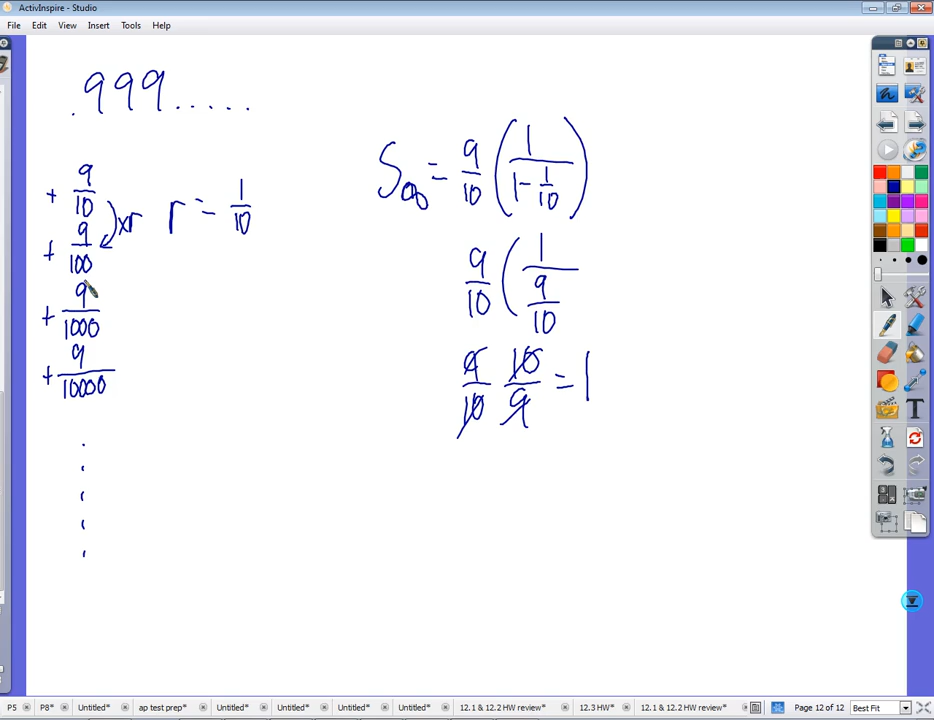 ActivInspire - Studio
File Edit View Insert Tools Help
.999.....
+ 9/10
+ 9/100
+ 9/1000
+ 9/10000
xr
r = 1/10
S∞ = 9/10 (1/(1 - 1/10))
9/10 (1/(9/10)
9/10 10/9 = 1
P5 P8* Untitled* ap test prep* Untitled* Untitled* Untitled* Untitled* 12.1 & 12.2 HW review* 12.3 HW* 12.1 & 12.2 HW review* Page 12 of 12 Best Fit